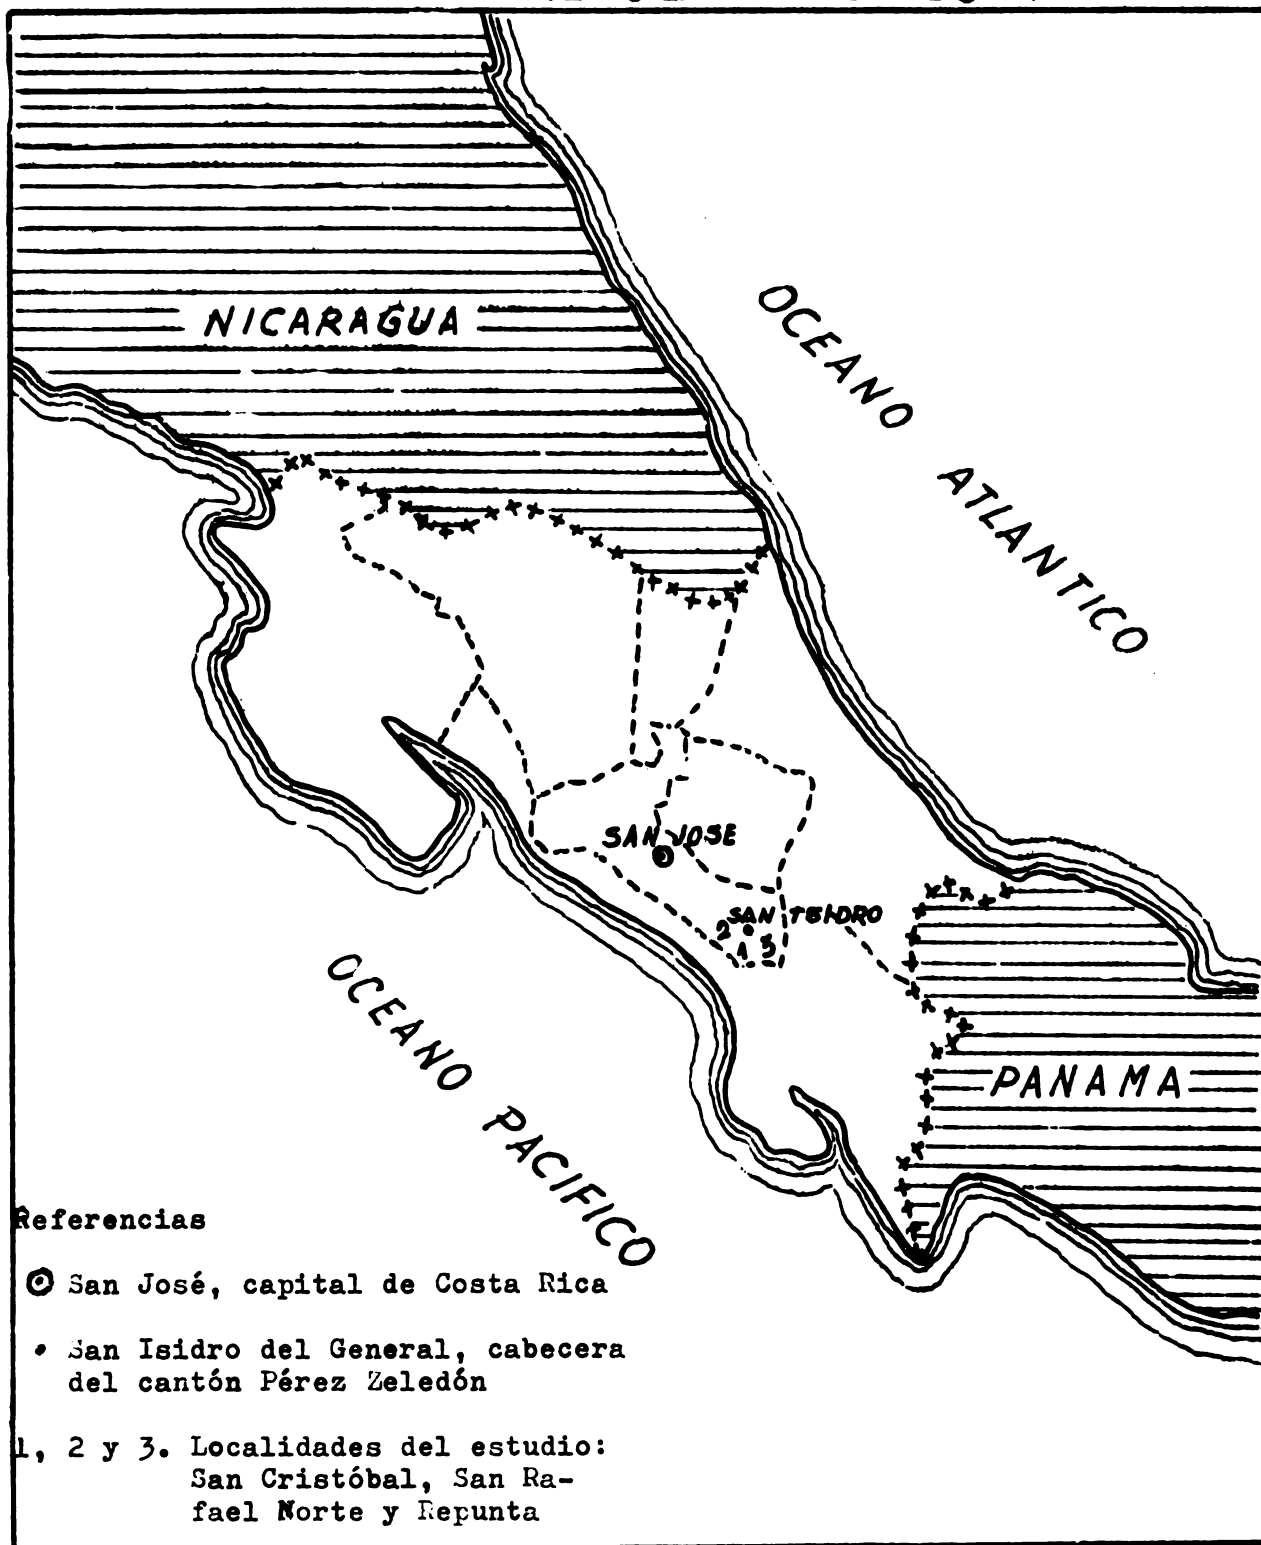 NICARAGUA
OCEANO ATLANTICO
SAN JOSE
SAN ISIDRO
2
1 3
OCEANO PACIFICO
PANAMA
Referencias
San José, capital de Costa Rica
San Isidro del General, cabecera
del cantón Pérez Zeledón
1, 2 y 3. Localidades del estudio:
San Cristóbal, San Ra-
fael Norte y Repunta